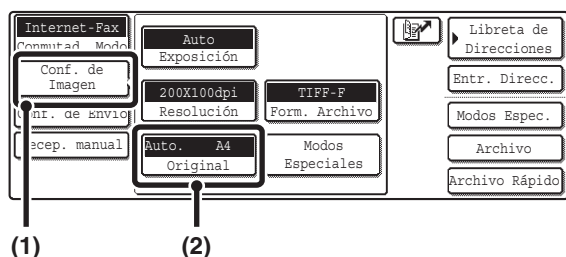 Internet-Fax
Conmutad. Modo
Conf. de
Imagen
Conf. de Envío
Recep. manual
Auto
Exposición
200X100dpi
Resolución
TIFF-F
Form. Archivo
Auto. A4
Original
Modos
Especiales
Libreta de
Direcciones
Entr. Direcc.
Modos Espec.
Archivo
Archivo Rápido
(1)
(2)